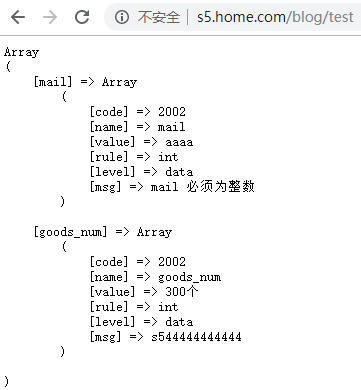 不安全 | s5.home.com/blog/test
Array
(
    [mail] => Array
        (
            [code] => 2002
            [name] => mail
            [value] => aaaa
            [rule] => int
            [level] => data
            [msg] => mail 必须为整数
        )

    [goods_num] => Array
        (
            [code] => 2002
            [name] => goods_num
            [value] => 300个
            [rule] => int
            [level] => data
            [msg] => s544444444444
        )

)